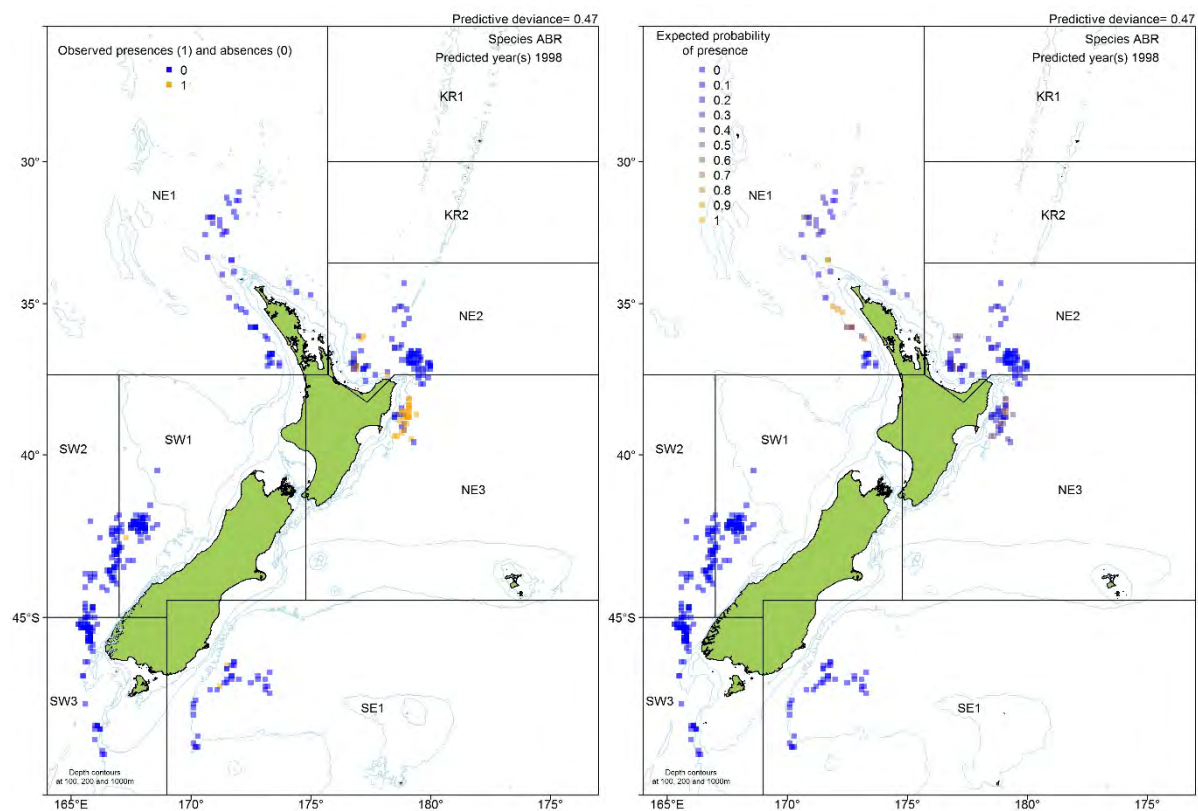 Predictive deviance= 0.47
Observed presences (1) and absences (0)
0
1
Species ABR
Predicted year(s) 1998
KR1
KR2
NE1
NE2
SW2
SW1
NE3
SW3
SE1
30°
35°
40°
45°S
Depth contours
at 100, 200 and 1000m
165°E
170°
175°
180°
175°
Predictive deviance= 0.47
Expected probability
of presence
0
0.1
0.2
0.3
0.4
0.5
0.6
0.7
0.8
0.9
1
Species ABR
Predicted year(s) 1998
KR1
KR2
NE1
NE2
SW2
SW1
NE3
SW3
SE1
30°
35°
40°
45°S
Depth contours
at 100, 200 and 1000m
165°E
170°
175°
180°
175°